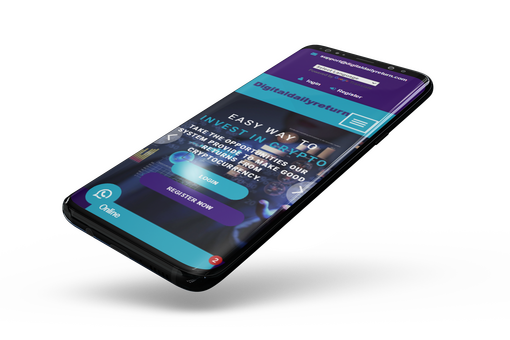 support@digitaldailyreturn.com
Login
Register
Digitaldailyreturn
EASY WAY TO
INVEST IN CRYPTO
TAKE THE OPPORTUNITIES OUR
SYSTEM PROVIDE TO MAKE GOOD
RETURNS FROM
CRYPTOCURRENCY.
LOGIN
REGISTER NOW
Online
2